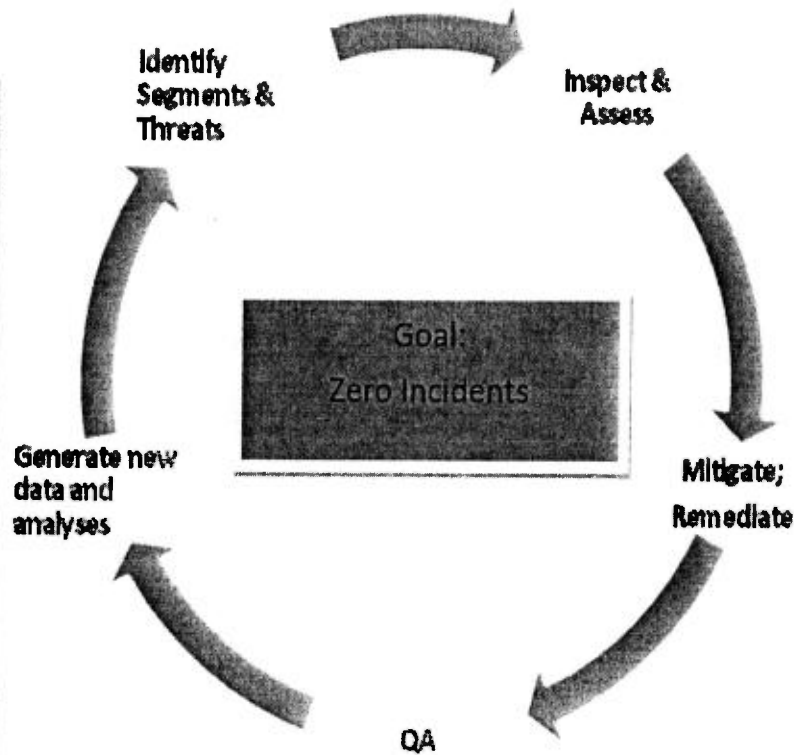 Identify
Segments &
Threats
Inspect &
Assess
Goal:
Zero Incidents
Mitigate;
Remediate
QA
Generate new
data and
analyses